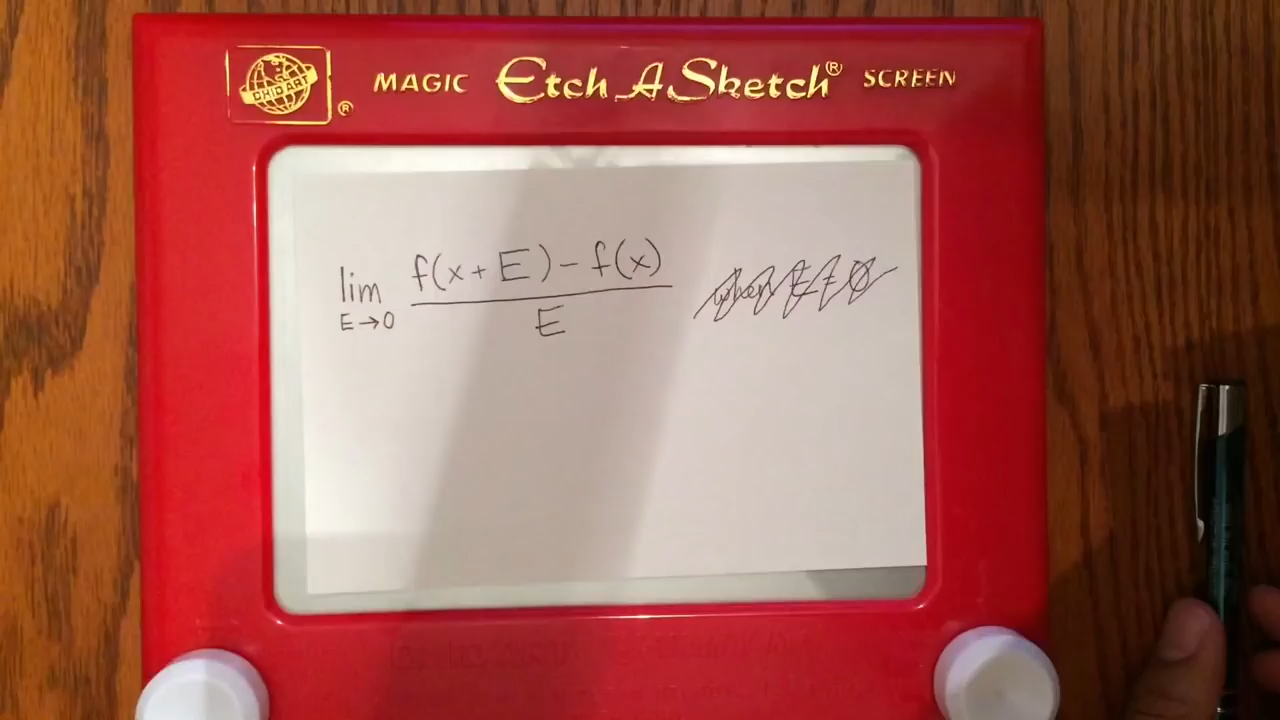 OHIO ART ® MAGIC Etch A Sketch® SCREEN
lim E→0 (f(x+E)-f(x))/E